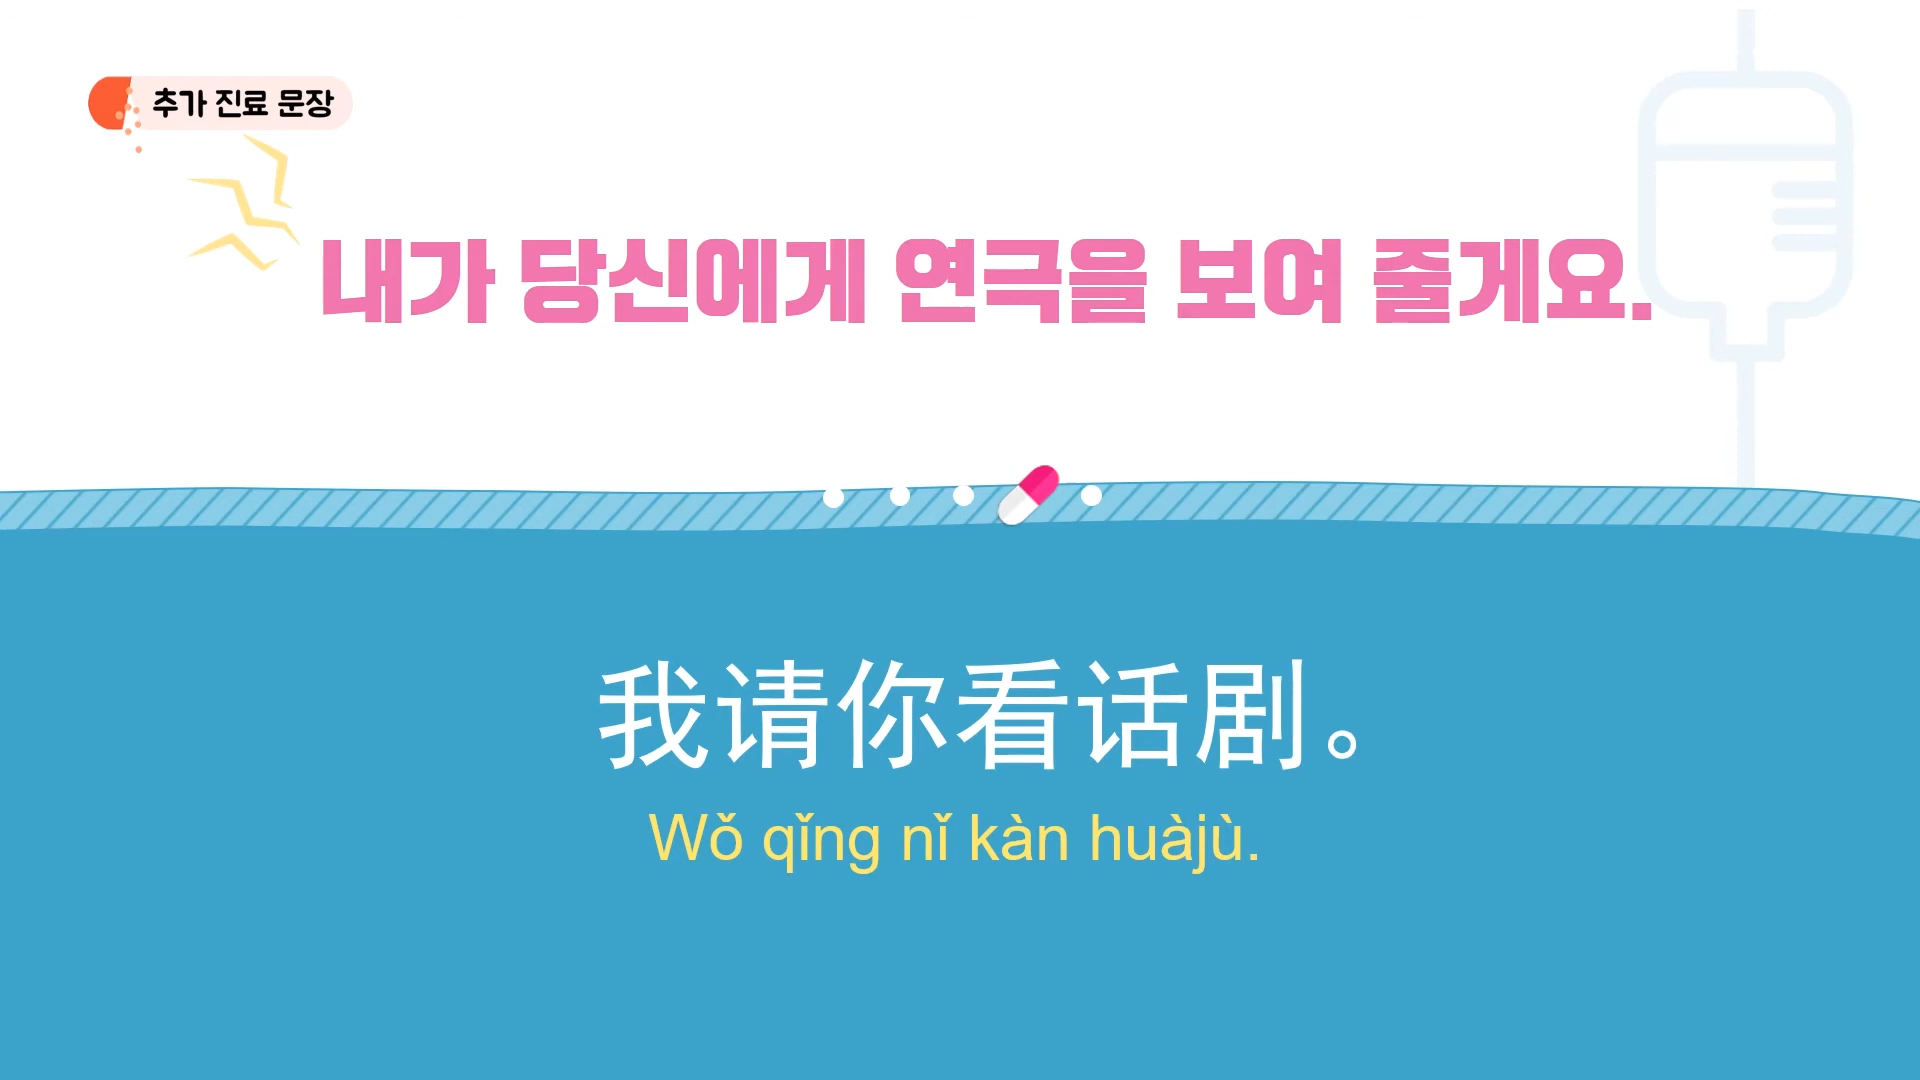 추가 진료 문장
내가 당신에게 연극을 보여 줄게요.
我请你看话剧。
Wǒ qǐng nǐ kàn huàjù.